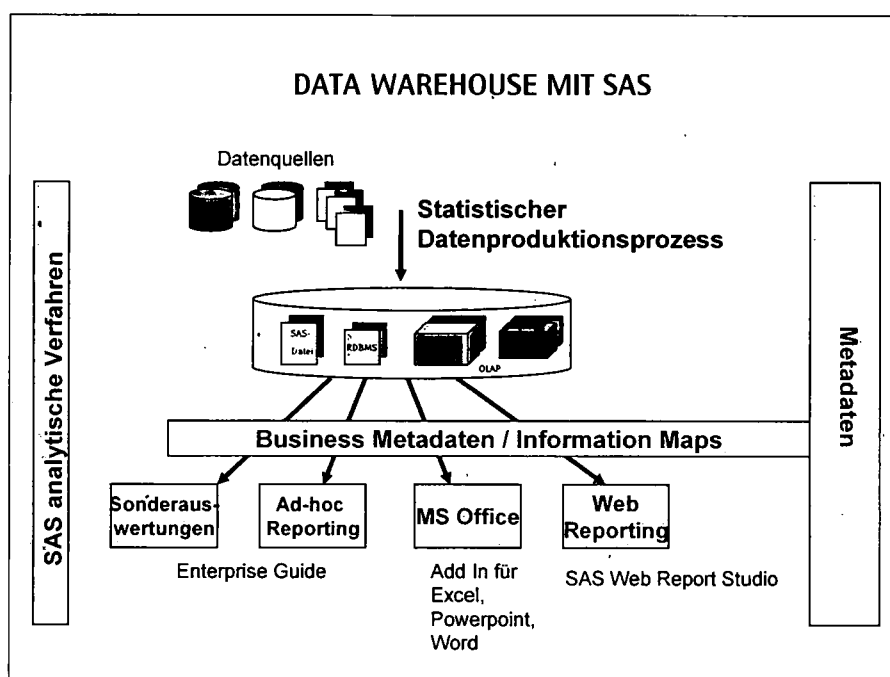 DATA WAREHOUSE MIT SAS
Datenquellen
Statistischer
Datenproduktionsprozess
SAS-
Datei
RDBMS
OLAP
SAS analytische Verfahren
Metadaten
Business Metadaten / Information Maps
Sonderaus-
wertungen
Ad-hoc
Reporting
MS Office
Web
Reporting
Enterprise Guide
Add In für
Excel,
Powerpoint,
Word
SAS Web Report Studio